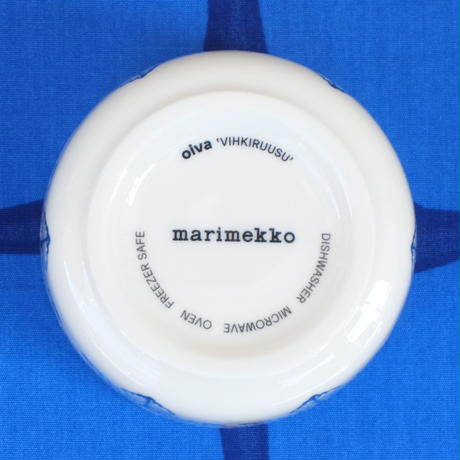 oiva 'VIHKIRUUSU'
marimekko
DISHWASHER MICROWAVE OVEN FREEZER SAFE